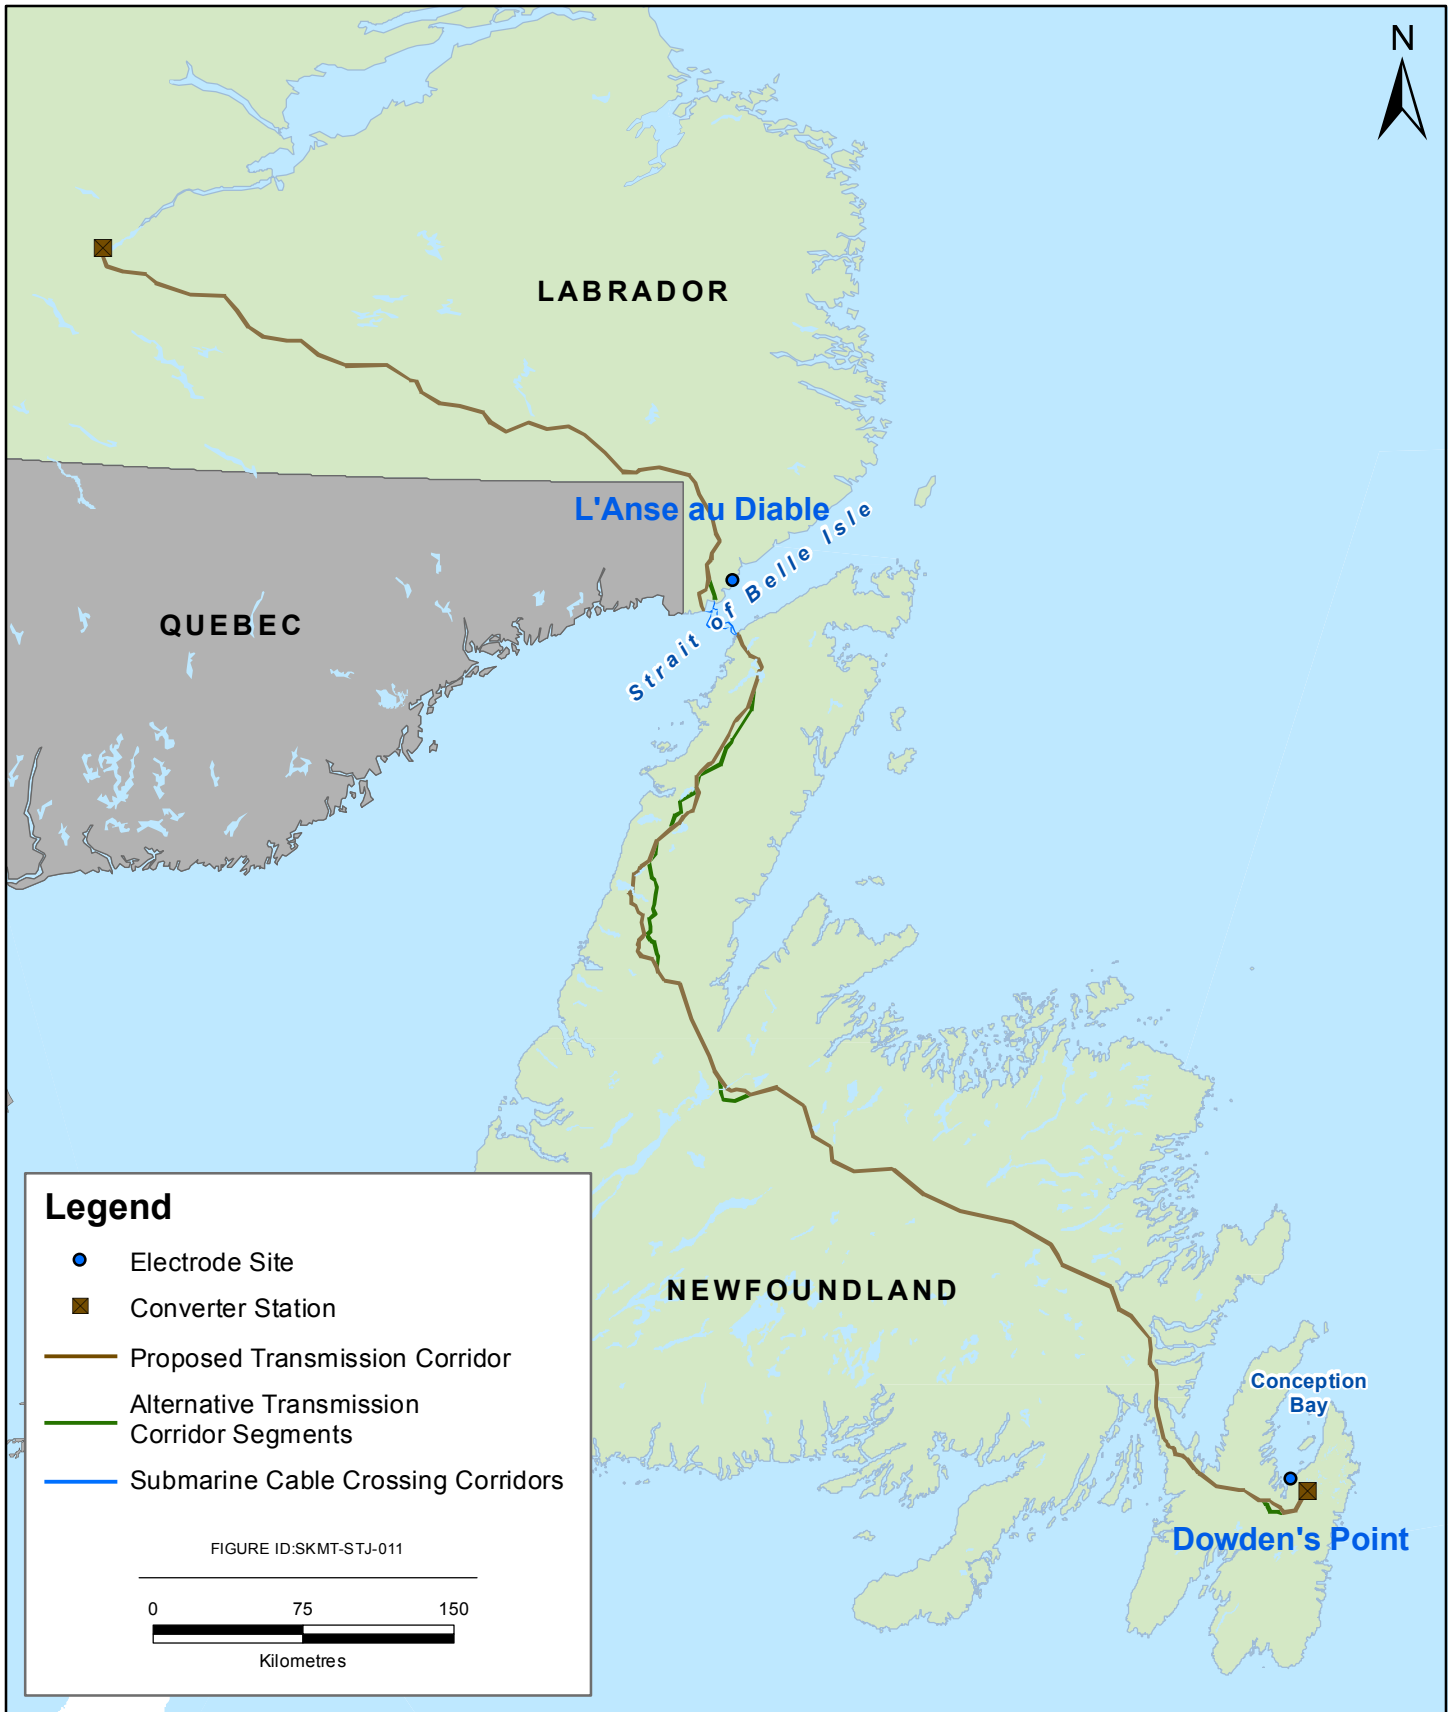 N
LABRADOR
L'Anse au Diable
Strait of Belle Isle
QUEBEC
NEWFOUNDLAND
Conception
Bay
Dowden's Point
Legend
Electrode Site
Converter Station
Proposed Transmission Corridor
Alternative Transmission
Corridor Segments
Submarine Cable Crossing Corridors
FIGURE ID:SKMT-STJ-011
0 75 150
Kilometres